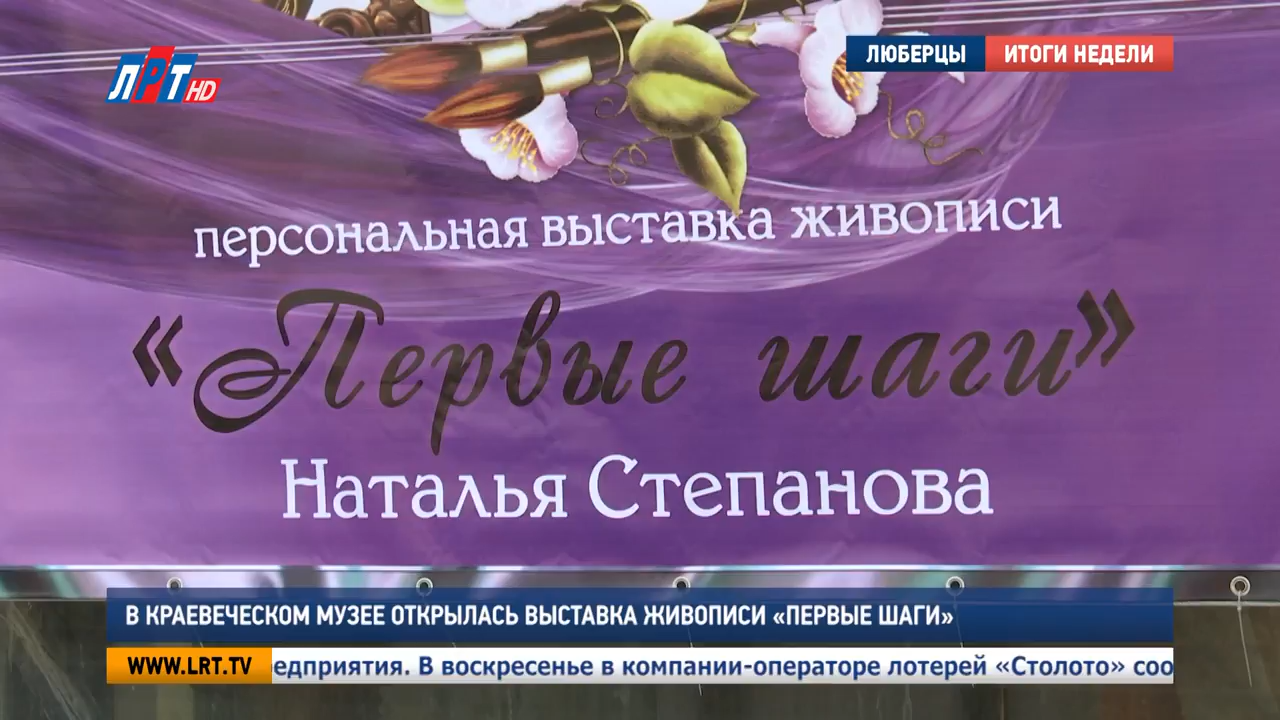 ЛРТ HD
ЛЮБЕРЦЫ ИТОГИ НЕДЕЛИ
персональная выставка живописи
«Первые шаги»
Наталья Степанова
В КРАЕВЕЧЕСКОМ МУЗЕЕ ОТКРЫЛАСЬ ВЫСТАВКА ЖИВОПИСИ «ПЕРВЫЕ ШАГИ»
WWW.LRT.TV едприятия. В воскресенье в компании-операторе лотерей «Столото» соо